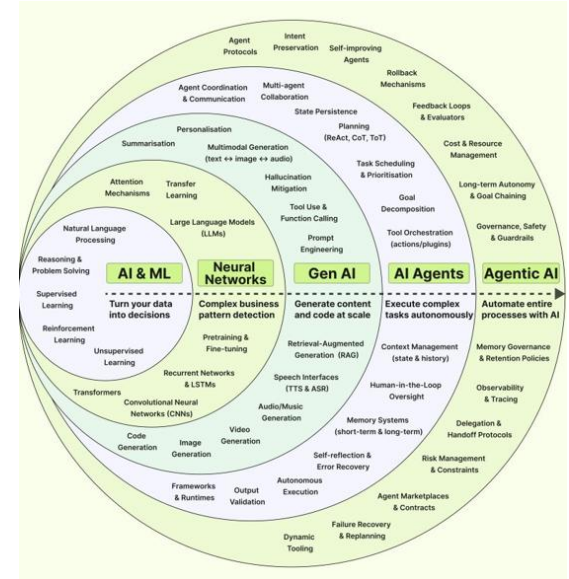 Agent
Protocols
Intent
Preservation
Self-improving
Agents
Rollback
Mechanisms
Feedback Loops
& Evaluators
Cost & Resource
Management
Long-term Autonomy
& Goal Chaining
Governance, Safety
& Guardrails
Agent Coordination
& Communication
Multi-agent
Collaboration
State Persistence
Planning
(ReAct, CoT, ToT)
Task Scheduling
& Prioritisation
Goal
Decomposition
Tool Orchestration
(actions/plugins)
Personalisation
Summarisation
Multimodal Generation
(text ↔ image ↔ audio)
Hallucination
Mitigation
Tool Use &
Function Calling
Prompt
Engineering
Attention
Mechanisms
Transfer
Learning
Large Language Models
(LLMs)
Natural Language
Processing
Reasoning &
Problem Solving
AI & ML
Neural
Networks
Gen AI
AI Agents
Agentic AI
Turn your data
into decisions
Complex business
pattern detection
Generate content
and code at scale
Execute complex
tasks autonomously
Automate entire
processes with AI
Supervised
Learning
Reinforcement
Learning
Unsupervised
Learning
Pretraining &
Fine-tuning
Recurrent Networks
& LSTMs
Transformers
Convolutional Neural
Networks (CNNs)
Retrieval-Augmented
Generation (RAG)
Speech Interfaces
(TTS & ASR)
Audio/Music
Generation
Video
Generation
Image
Generation
Code
Generation
Context Management
(state & history)
Human-in-the-Loop
Oversight
Memory Systems
(short-term & long-term)
Self-reflection &
Error Recovery
Autonomous
Execution
Output
Validation
Frameworks
& Runtimes
Memory Governance
& Retention Policies
Observability
& Tracing
Delegation &
Handoff Protocols
Risk Management
& Constraints
Agent Marketplaces
& Contracts
Failure Recovery
& Replanning
Dynamic
Tooling